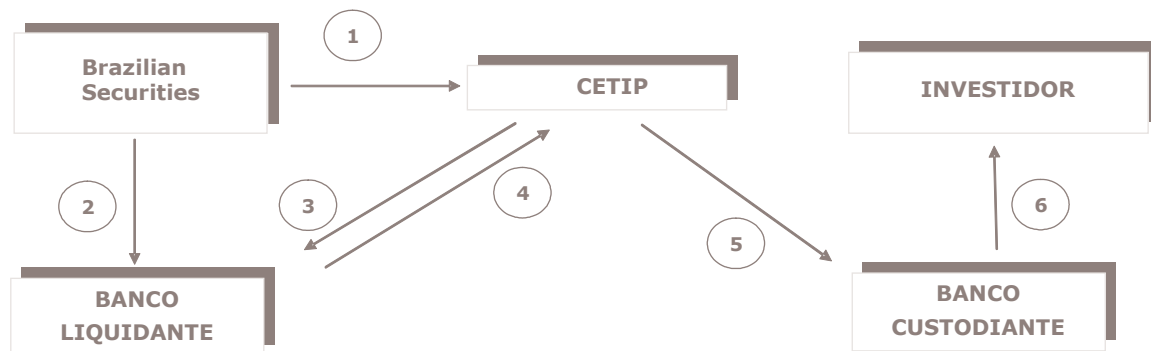 1
Brazilian
Securities
CETIP
INVESTIDOR
2
3
4
5
6
BANCO
LIQUIDANTE
BANCO
CUSTODIANTE